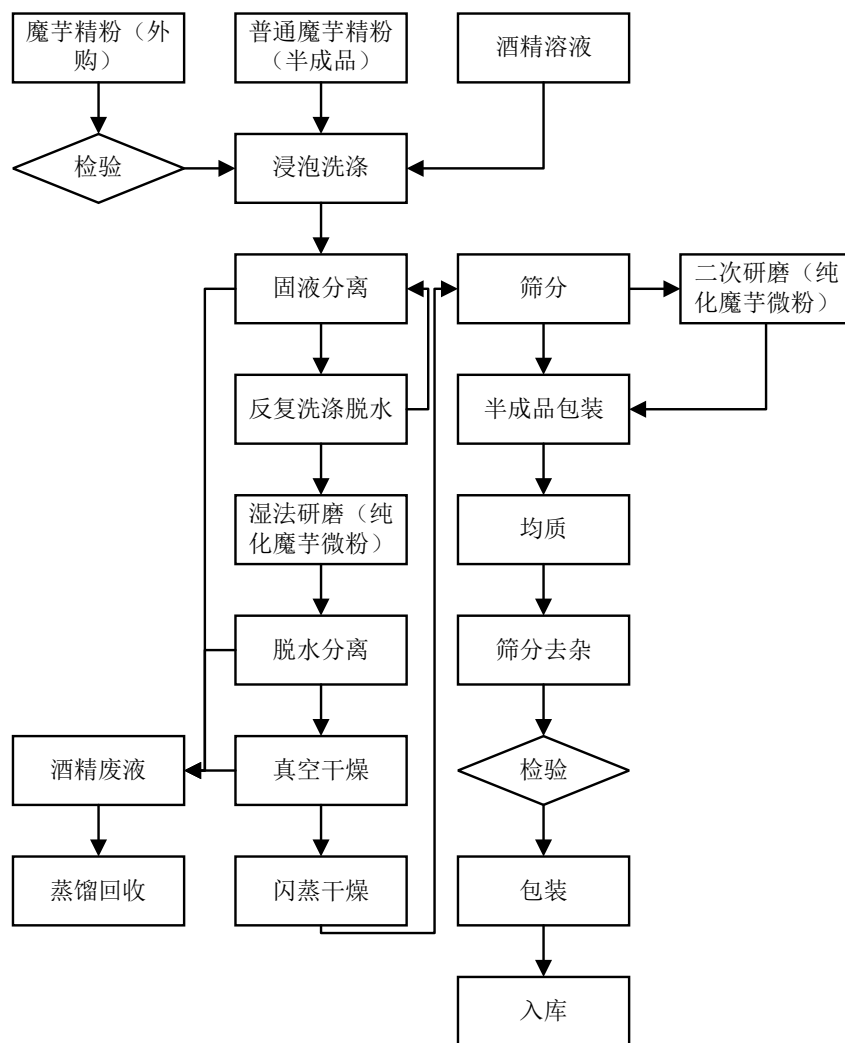 魔芋精粉（外
购）
普通魔芋精粉
（半成品）
酒精溶液
检验
浸泡洗涤
固液分离
筛分
二次研磨（纯
化魔芋微粉）
反复洗涤脱水
半成品包装
湿法研磨（纯
化魔芋微粉）
均质
脱水分离
筛分去杂
酒精废液
真空干燥
检验
蒸馏回收
闪蒸干燥
包装
入库